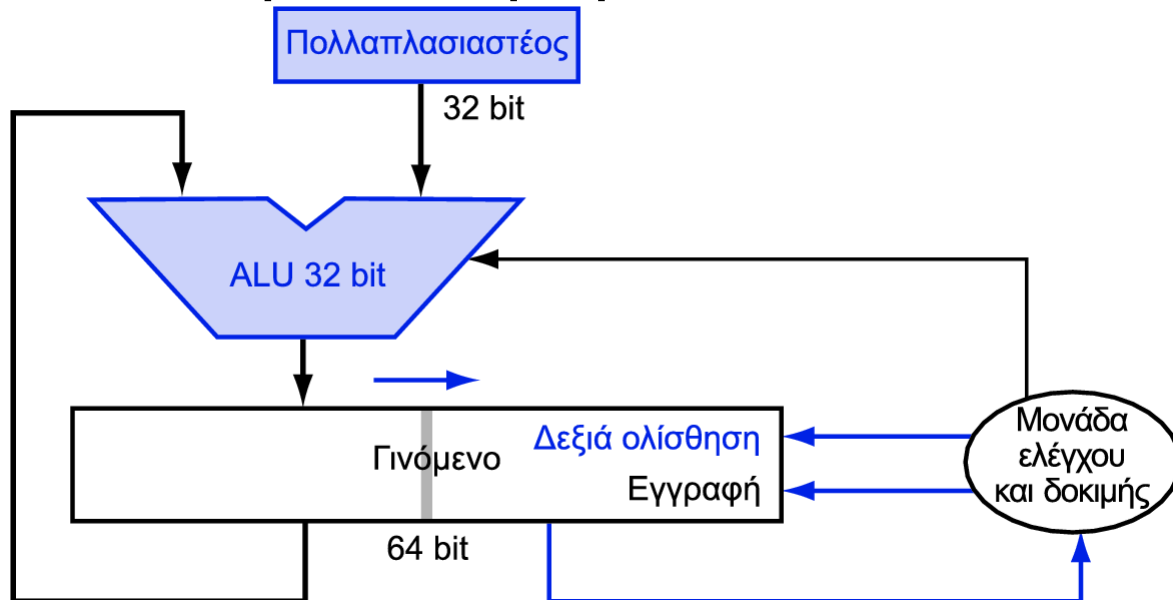 Πολλαπλασιαστέος
32 bit
ALU 32 bit
Γινόμενο
Δεξιά ολίσθηση
Εγγραφή
64 bit
Μονάδα
ελέγχου
και δοκιμής